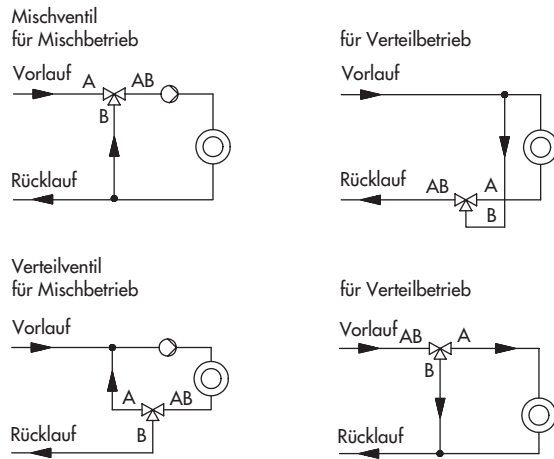 Mischventil
für Mischbetrieb
Vorlauf
A
AB
B
Rücklauf
für Verteilbetrieb
Vorlauf
Rücklauf
AB
A
B
Verteilventil
für Mischbetrieb
Vorlauf
A
AB
B
Rücklauf
für Verteilbetrieb
Vorlauf
AB
A
B
Rücklauf